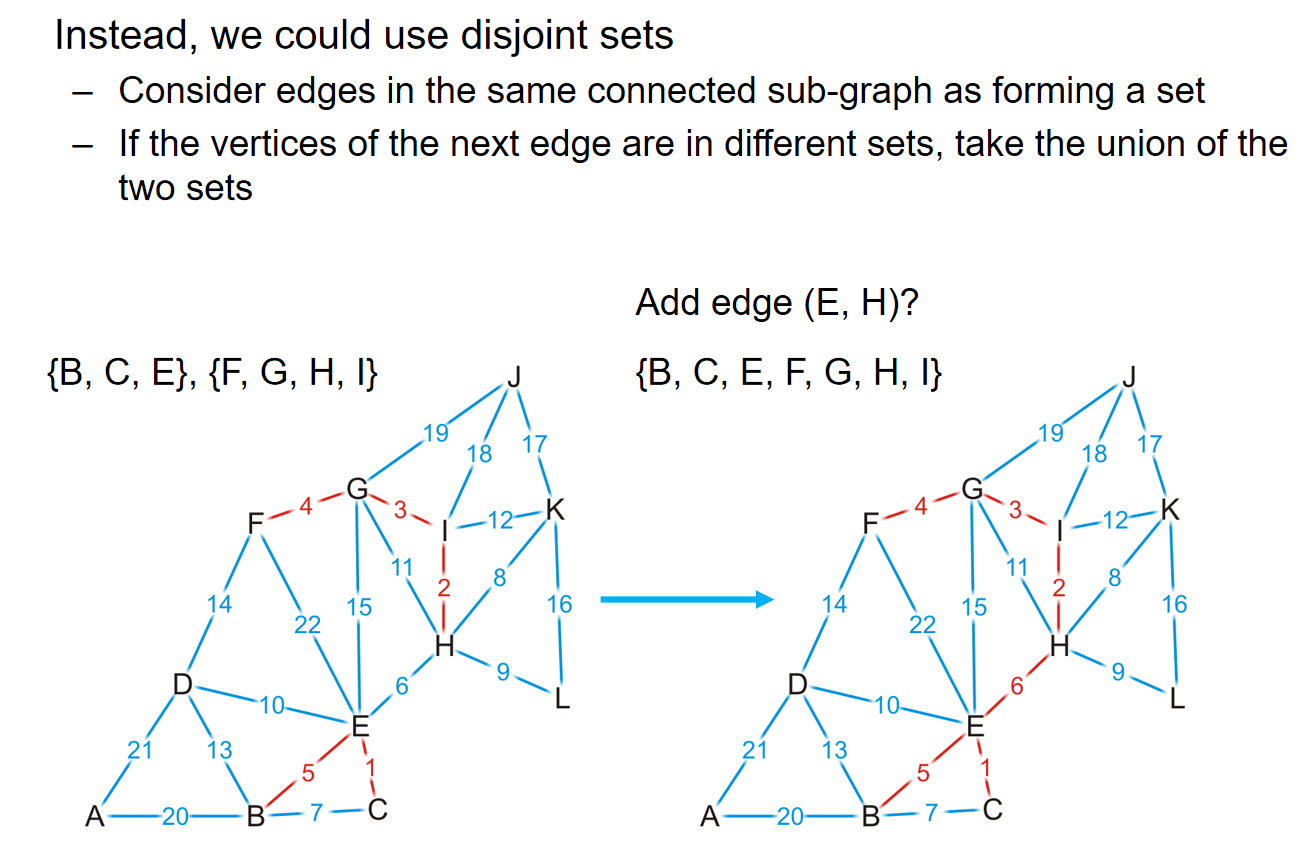 Instead, we could use disjoint sets
– Consider edges in the same connected sub-graph as forming a set
– If the vertices of the next edge are in different sets, take the union of the
two sets
Add edge (E, H)?
{B, C, E}, {F, G, H, I}
{B, C, E, F, G, H, I}
J
19
18
17
G
4
3
F
I
12
K
11
8
2
14
22
15
16
H
9
6
D
10
L
E
21
13
5
1
A
20
B
7
C
J
19
18
17
G
4
3
F
I
12
K
11
8
2
14
22
15
16
H
9
6
D
10
L
E
21
13
5
1
A
20
B
7
C